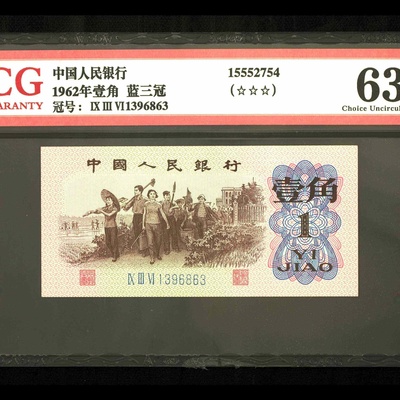 CG
ARANTY
中国人民银行
1962年壹角 蓝三冠
冠号: IX III VI 1396863
15552754
(☆☆☆)
63
Choice Uncircul
中國人民銀行
壹角
1
YI
JIAO
IX III VI 1396863